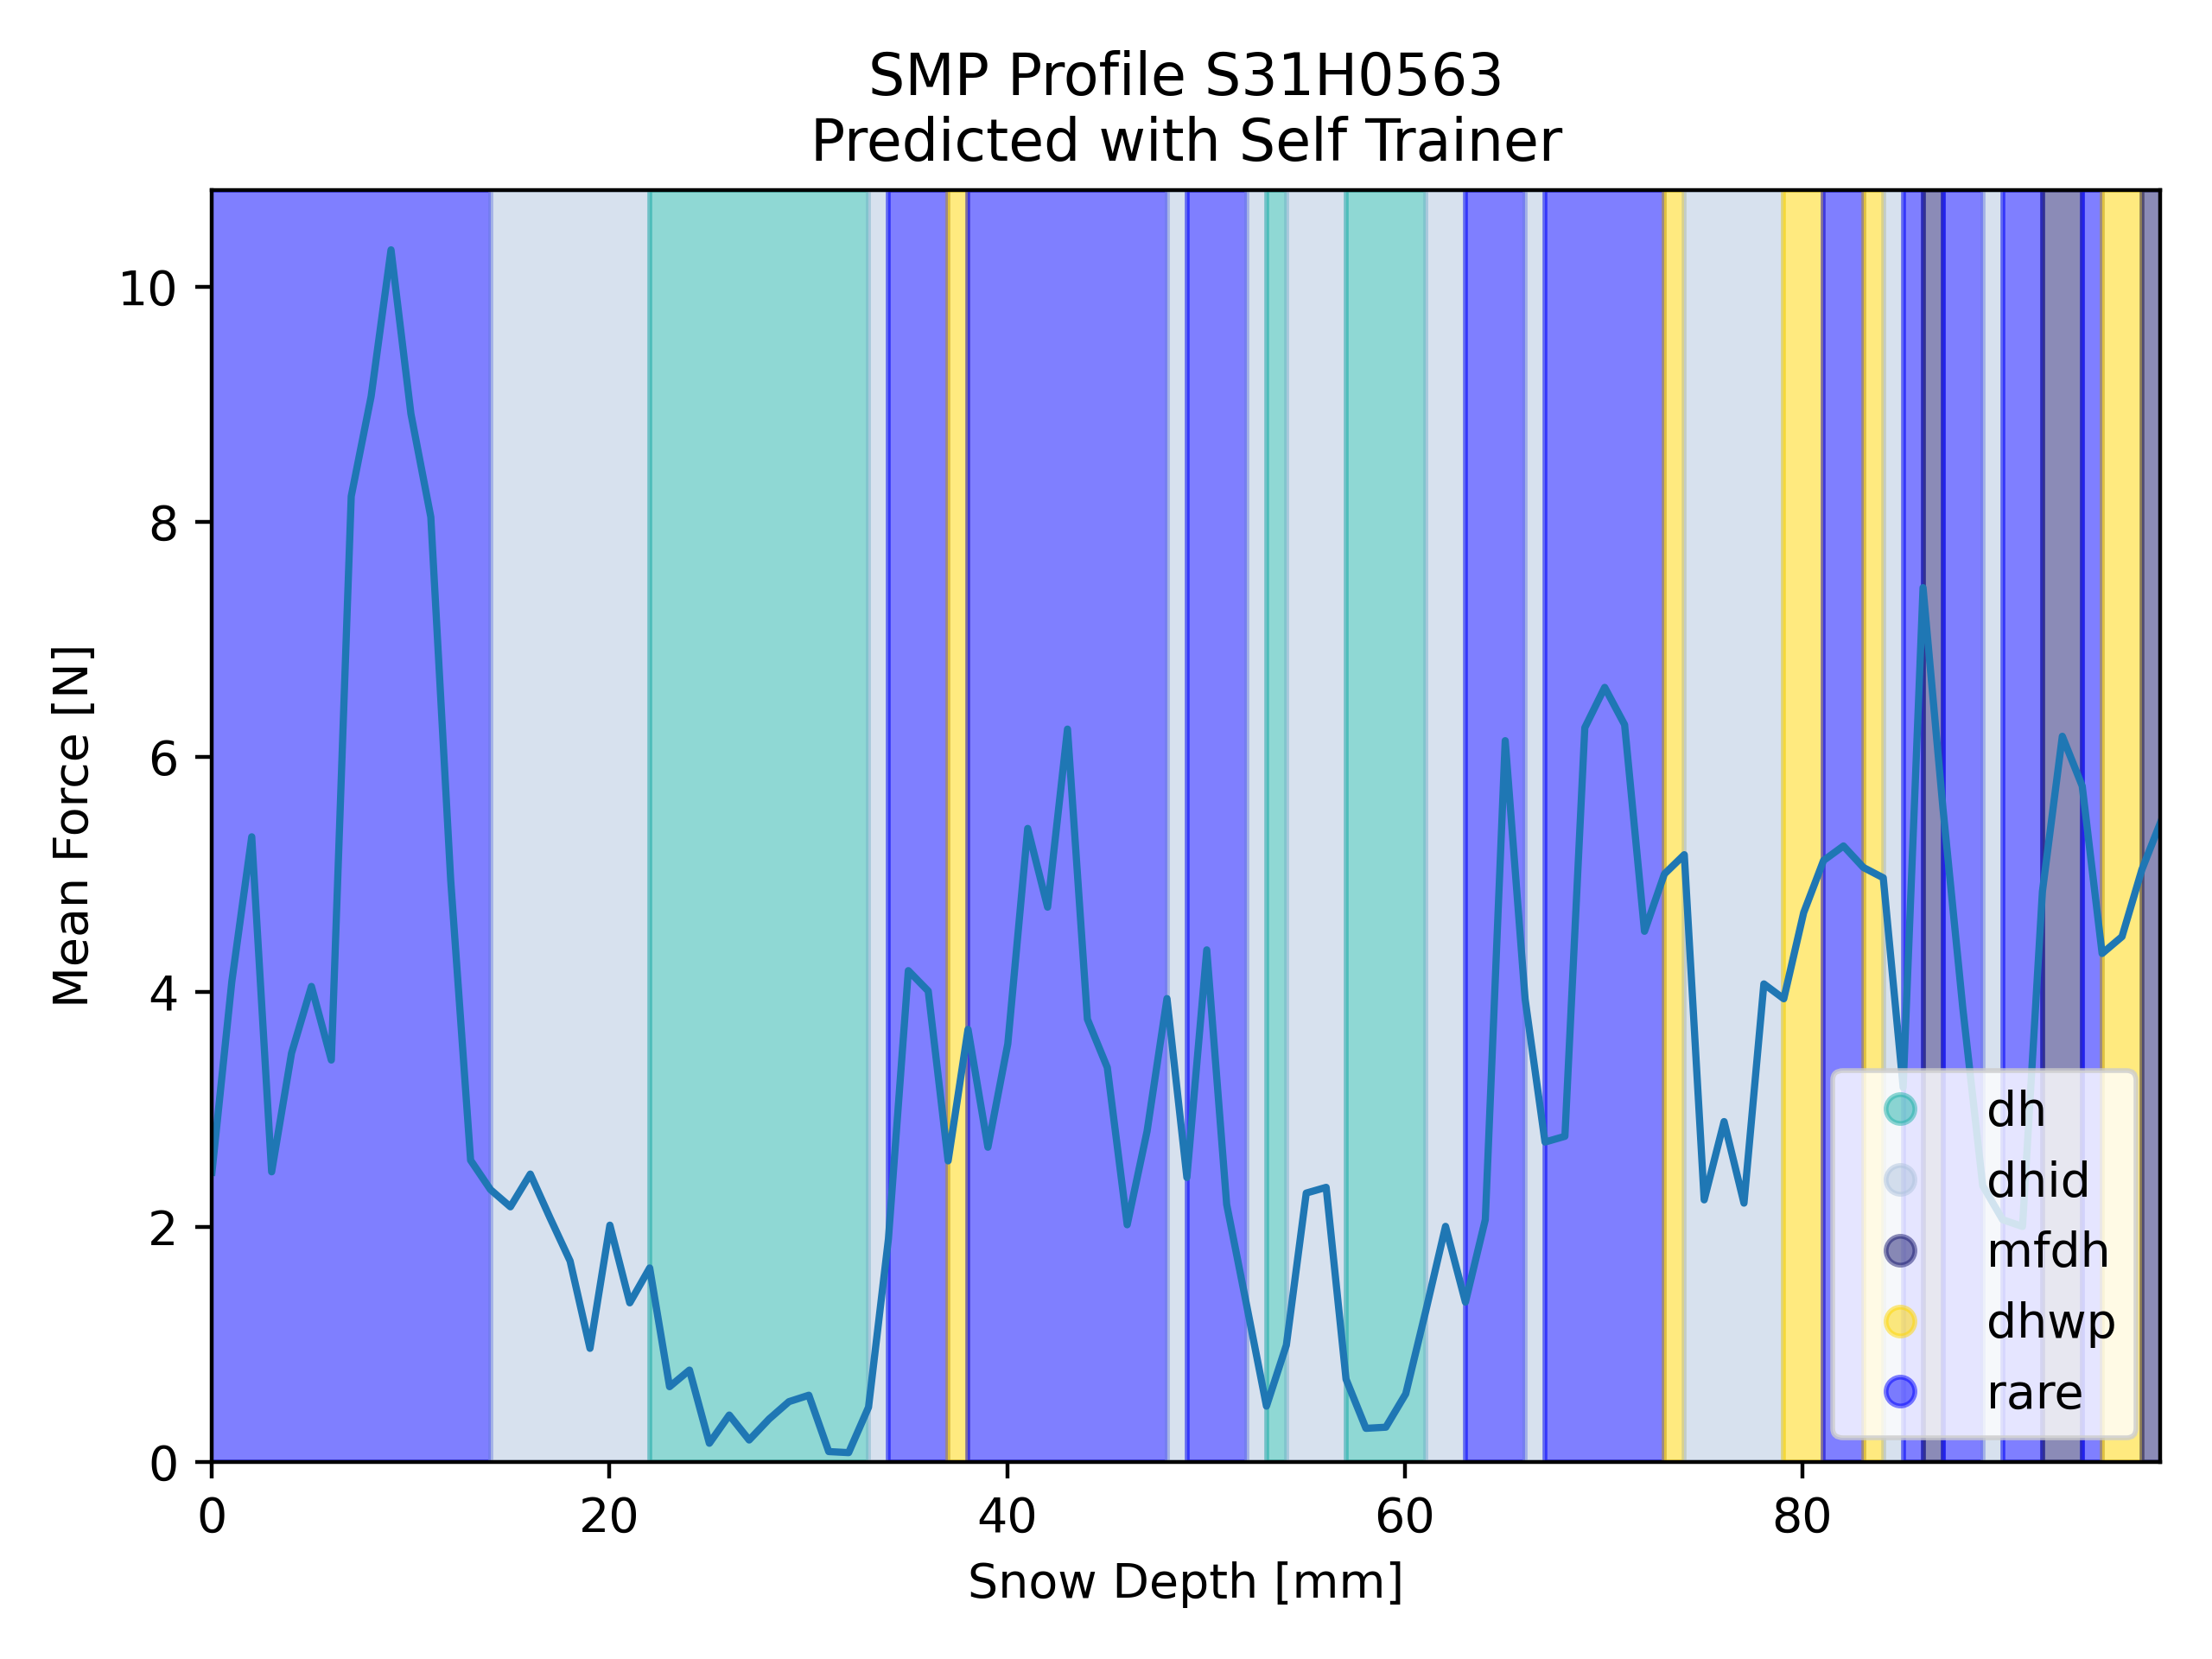 SMP Profile S31H0563
Predicted with Self Trainer
Mean Force [N]
10
8
6
4
2
0
0 20 40 60 80
Snow Depth [mm]
dh
dhid
mfdh
dhwp
rare